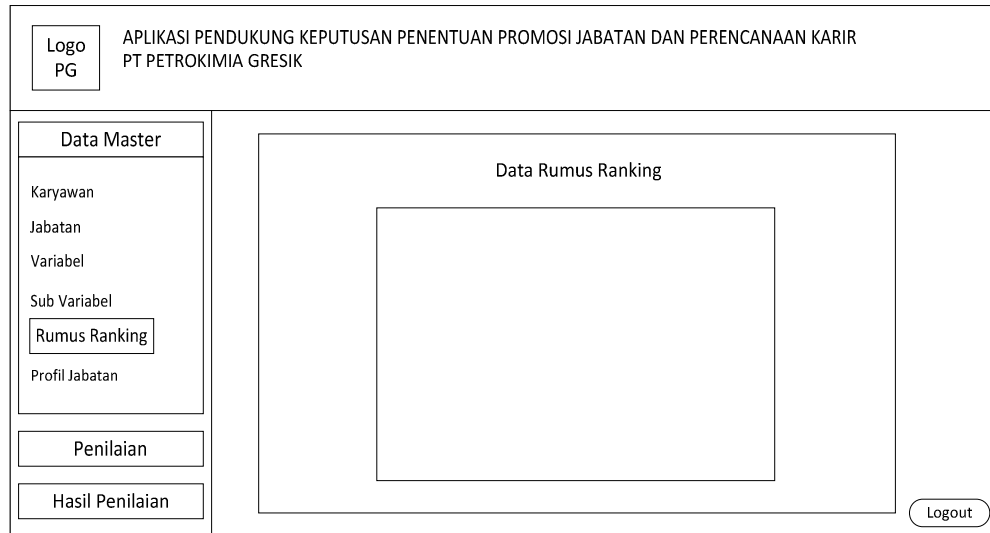 Logo
PG
APLIKASI PENDUKUNG KEPUTUSAN PENENTUAN PROMOSI JABATAN DAN PERENCANAAN KARIR
PT PETROKIMIA GRESIK
Data Master
Karyawan
Jabatan
Variabel
Sub Variabel
Rumus Ranking
Profil Jabatan
Penilaian
Hasil Penilaian
Data Rumus Ranking
Logout